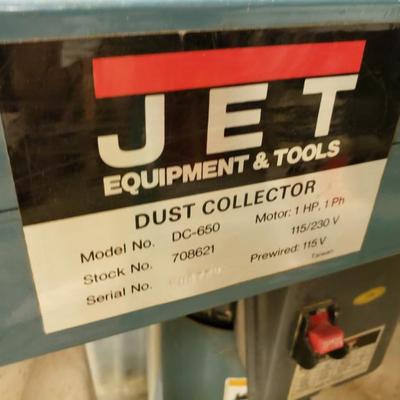 JET
EQUIPMENT & TOOLS
DUST COLLECTOR
Model No. DC-650 Motor: 1 HP, 1 Ph
Stock No. 708621 115/230 V
Serial No. Prewired: 115 V
Taiwan